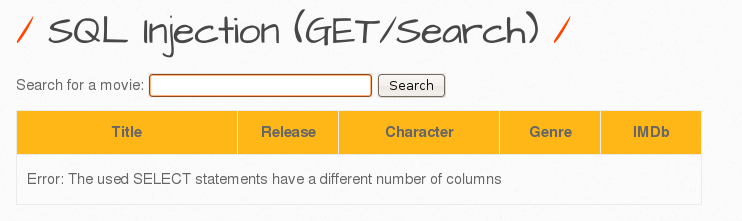 / SQL Injection (GET/Search) /
Search for a movie: Search
Title Release Character Genre IMDb
Error: The used SELECT statements have a different number of columns